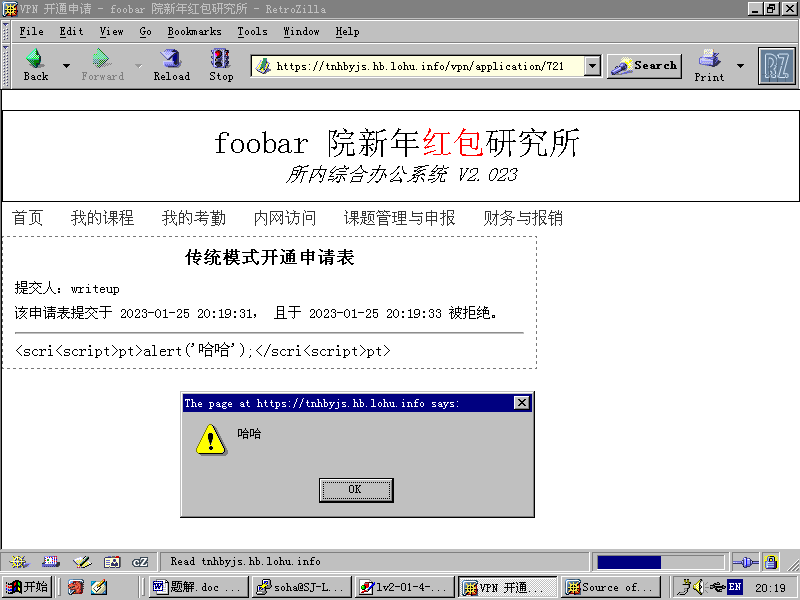 VPN 开通申请 - foobar 院新年红包研究所 - RetroZilla
File Edit View Go Bookmarks Tools Window Help
Back Forward Reload Stop https://tnhbyjs.hb.lohu.info/vpn/application/721 Search Print
foobar 院新年红包研究所
所内综合办公系统 V2.023
首页 我的课程 我的考勤 内网访问 课题管理与申报 财务与报销
传统模式开通申请表
提交人: writeup
该申请表提交于 2023-01-25 20:19:31, 且于 2023-01-25 20:19:33 被拒绝。
<scri<script>pt>alert('哈哈');</scri<script>pt>
The page at https://tnhbyjs.hb.lohu.info says:
哈哈
OK
Read tnhbyjs.hb.lohu.info
开始 题解.doc ... soha@SJ-L... lv2-01-4-... VPN 开通... Source of... EN 20:19